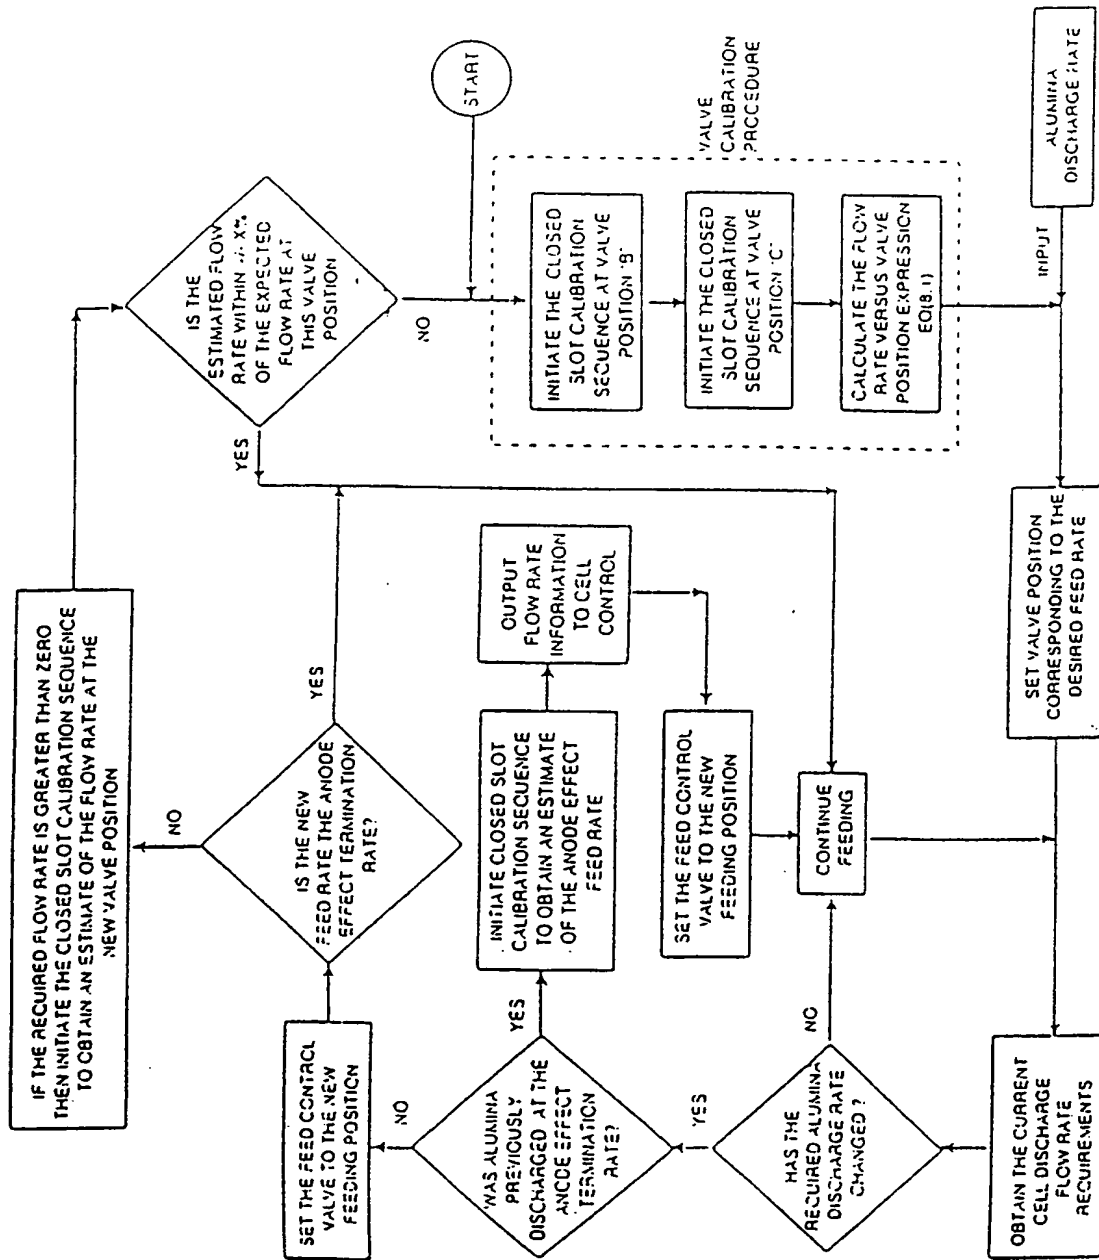 START
VALVE
CALIBRATION
PROCEDURE
INITIATE THE CLOSED
SLOT CALIBRATION
SEQUENCE AT VALVE
POSITION 'B'
INITIATE THE CLOSED
SLOT CALIBRATION
SEQUENCE AT VALVE
POSITION 'C'
CALCULATE THE FLOW
RATE VERSUS VALVE
POSITION EXPRESSION
EQ(8.1)
ALUMINA
DISCHARGE RATE
INPUT
SET VALVE POSITION
CORRESPONDING TO THE
DESIRED FEED RATE
OBTAIN THE CURRENT
CELL DISCHARGE
FLOW RATE
REQUIREMENTS
HAS THE
REQUIRED ALUMINA
DISCHARGE RATE
CHANGED?
NO
YES
CONTINUE
FEEDING
WAS ALUMINA
PREVIOUSLY
DISCHARGED AT THE
ANODE EFFECT
TERMINATION
RATE?
YES
NO
INITIATE CLOSED SLOT
CALIBRATION SEQUENCE
TO OBTAIN AN ESTIMATE
OF THE ANODE EFFECT
FEED RATE
OUTPUT
FLOW RATE
INFORMATION
TO CELL
CONTROL
SET THE FEED CONTROL
VALVE TO THE NEW
FEEDING POSITION
SET THE FEED CONTROL
VALVE TO THE NEW
FEEDING POSITION
IS THE NEW
FEED RATE THE ANODE
EFFECT TERMINATION
RATE?
YES
NO
IF THE REQUIRED FLOW RATE IS GREATER THAN ZERO
THEN INITIATE THE CLOSED SLOT CALIBRATION SEQUENCE
TO OBTAIN AN ESTIMATE OF THE FLOW RATE AT THE
NEW VALVE POSITION
IS THE
ESTIMATED FLOW
RATE WITHIN X%
OF THE EXPECTED
FLOW RATE AT
THIS VALVE
POSITION
YES
NO